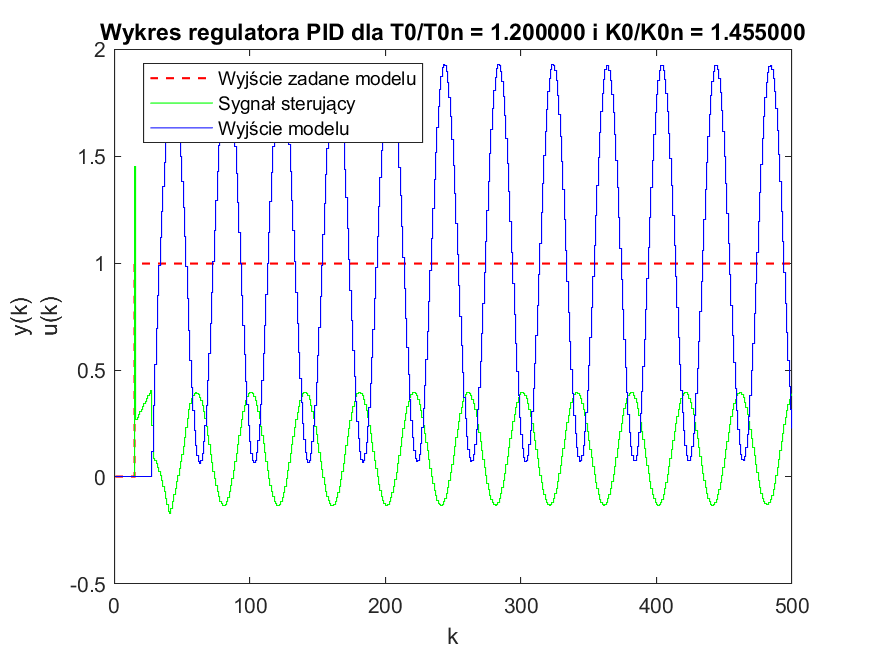 Wykres regulatora PID dla T0/T0n = 1.200000 i K0/K0n = 1.455000
Wyjście zadane modelu
Sygnał sterujący
Wyjście modelu
y(k)
u(k)
2
1.5
1
0.5
0
-0.5
0
100
200
300
400
500
k